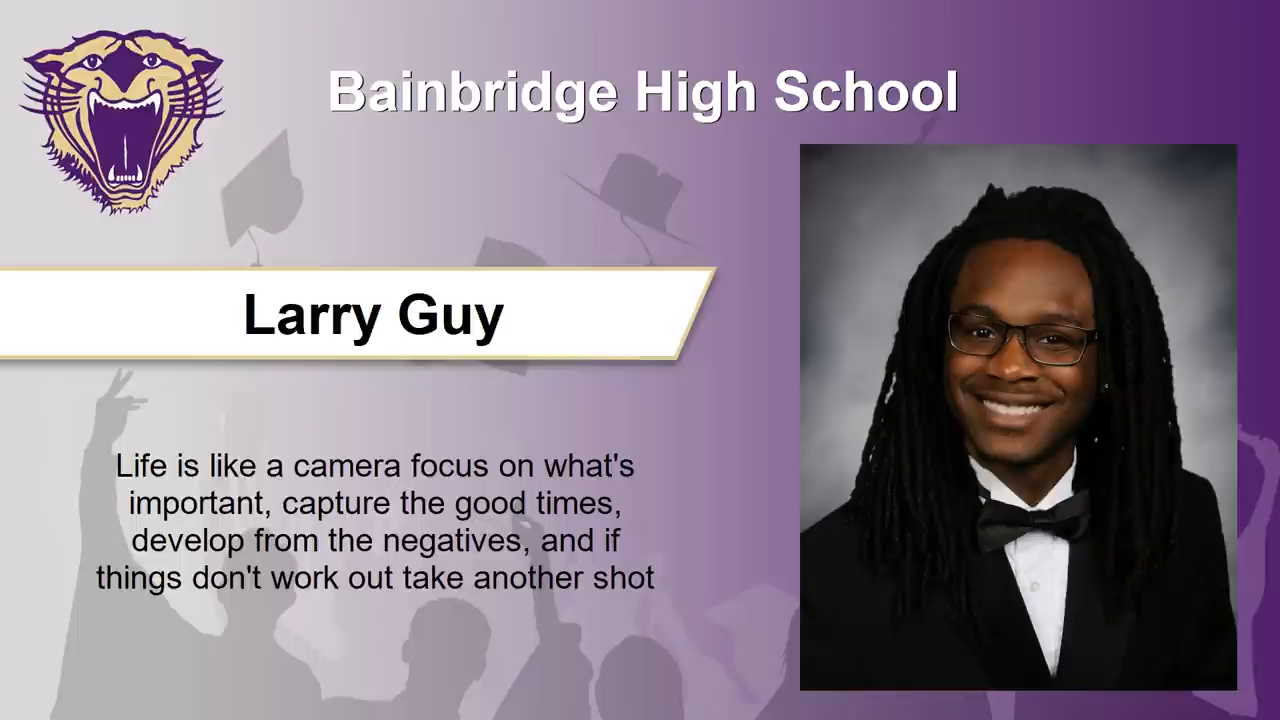 Bainbridge High School
Larry Guy
Life is like a camera focus on what's
important, capture the good times,
develop from the negatives, and if
things don't work out take another shot